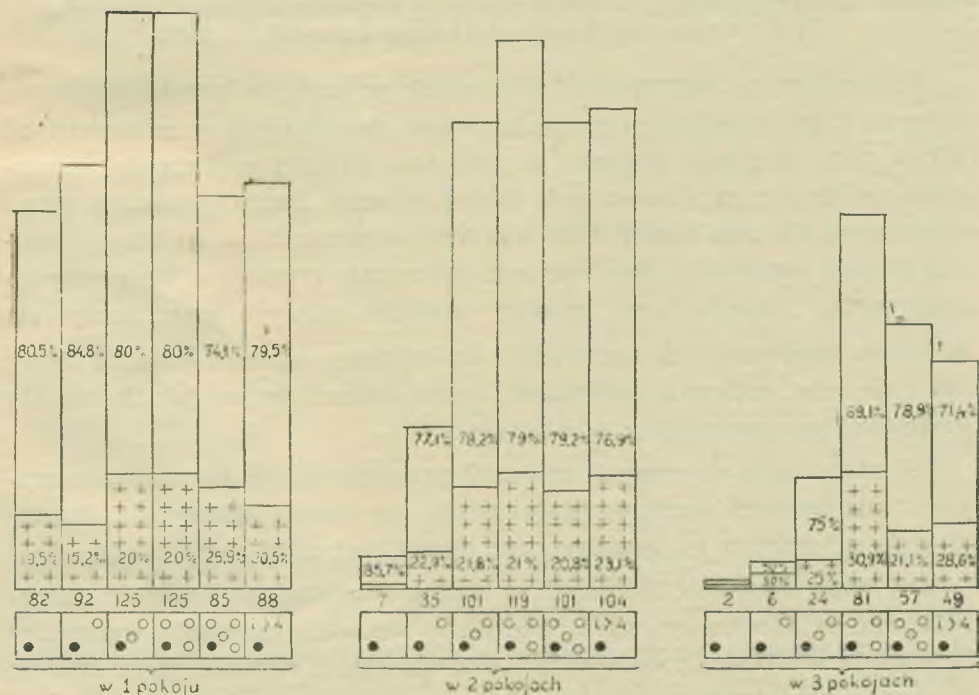 80.5% 84.8% 80% 80% 74,1% 79,5%
19,5% 15,2% 20% 20% 25,9% 20,5%
82 92 125 125 85 88
>4
w 1 pokoju
77,1% 78,2% 79% 79,2% 76,9%
85,7% 22,9% 21,8% 21% 20,8% 23,1%
7 35 101 119 101 104
>4
w 2 pokojach
69,1% 78,9% 71,4%
75%
50%
50% 25% 30,9% 21,1% 28,6%
2 6 24 81 57 49
>4
w 3 pokojach